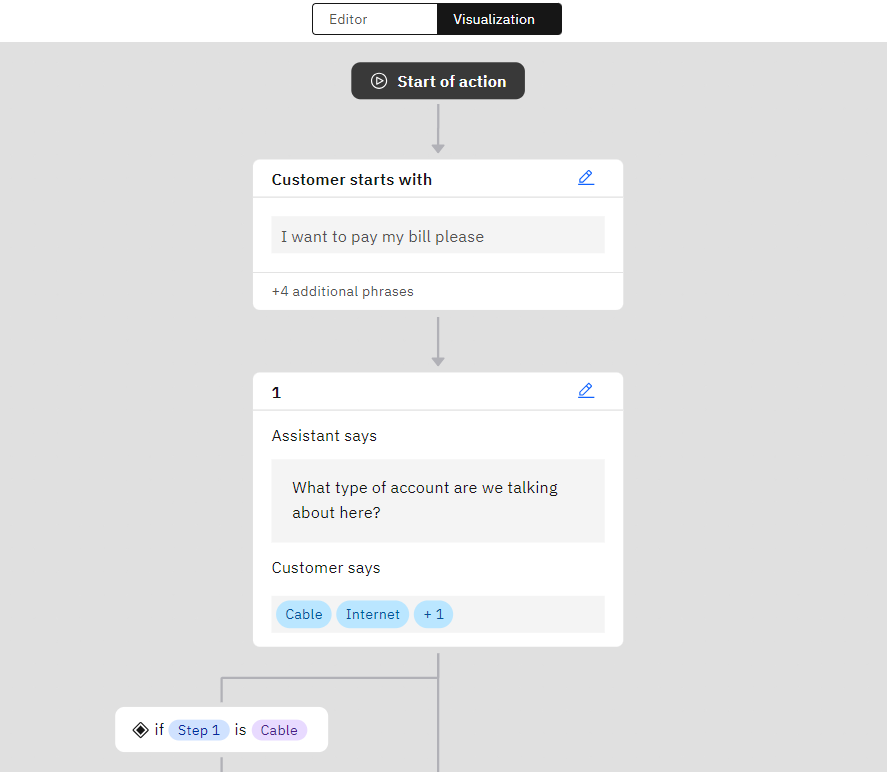 Editor Visualization
Start of action
Customer starts with
I want to pay my bill please
+4 additional phrases
1
Assistant says
What type of account are we talking
about here?
Customer says
Cable Internet + 1
if Step 1 is Cable